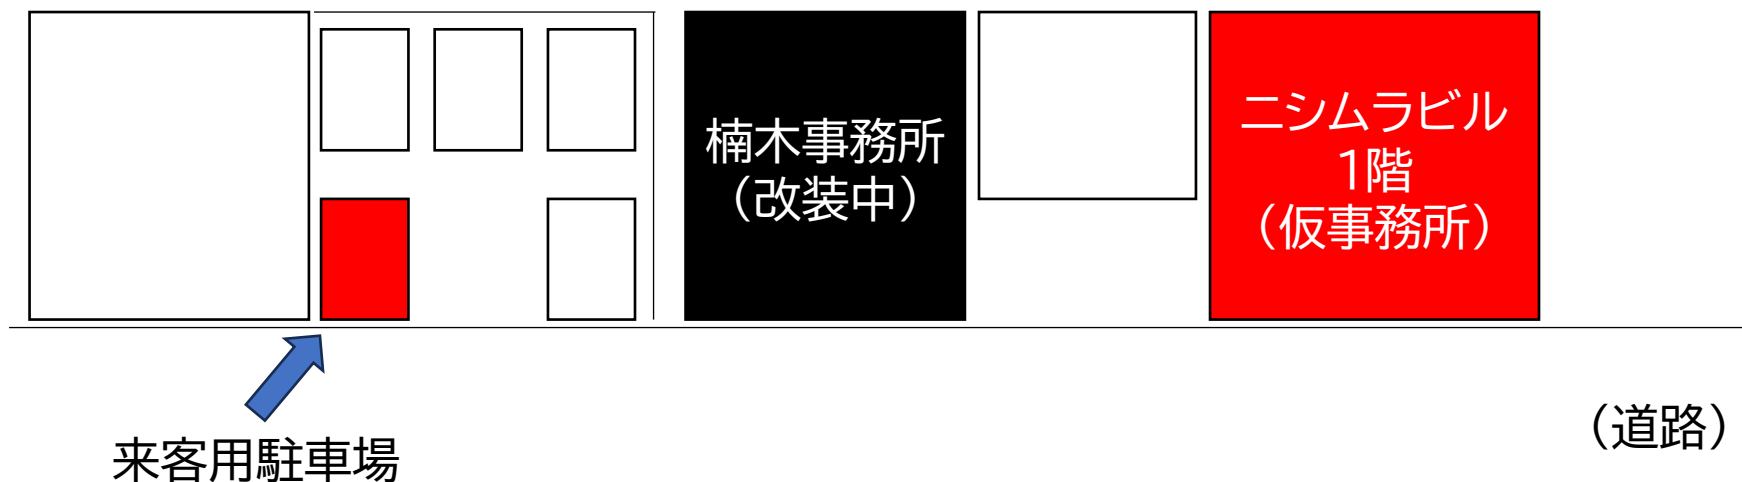 楠木事務所
（改装中）
ニシムラビル
1階
（仮事務所）
来客用駐車場
（道路）